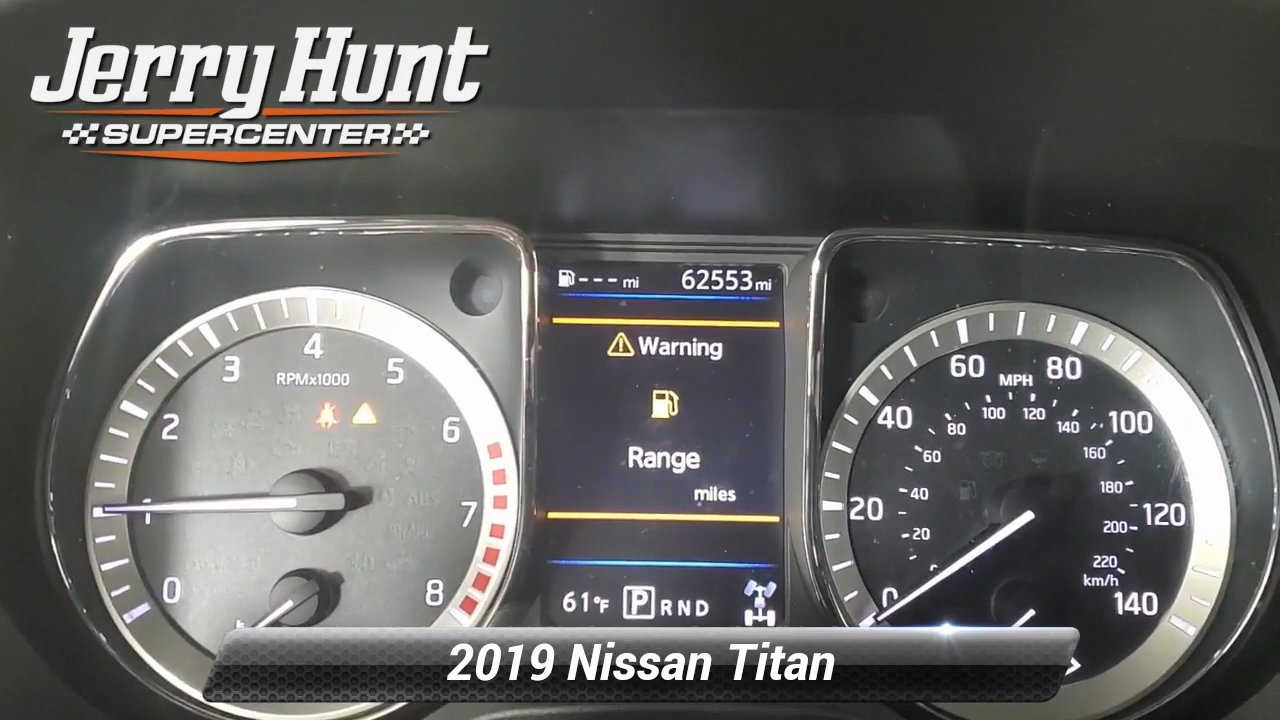 Jerry Hunt
SUPERCENTER
--- mi 62553 mi
Warning
Range
miles
61°F P R N D
RPMx1000
0 1 2 3 4 5 6 7 8
MPH
0 20 40 60 80 100 120 140
20 40 60 80 100 120 140 160 180 200 220
km/h
2019 Nissan Titan